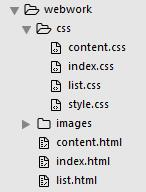 webwork
css
content.css
index.css
list.css
style.css
images
content.html
index.html
list.html